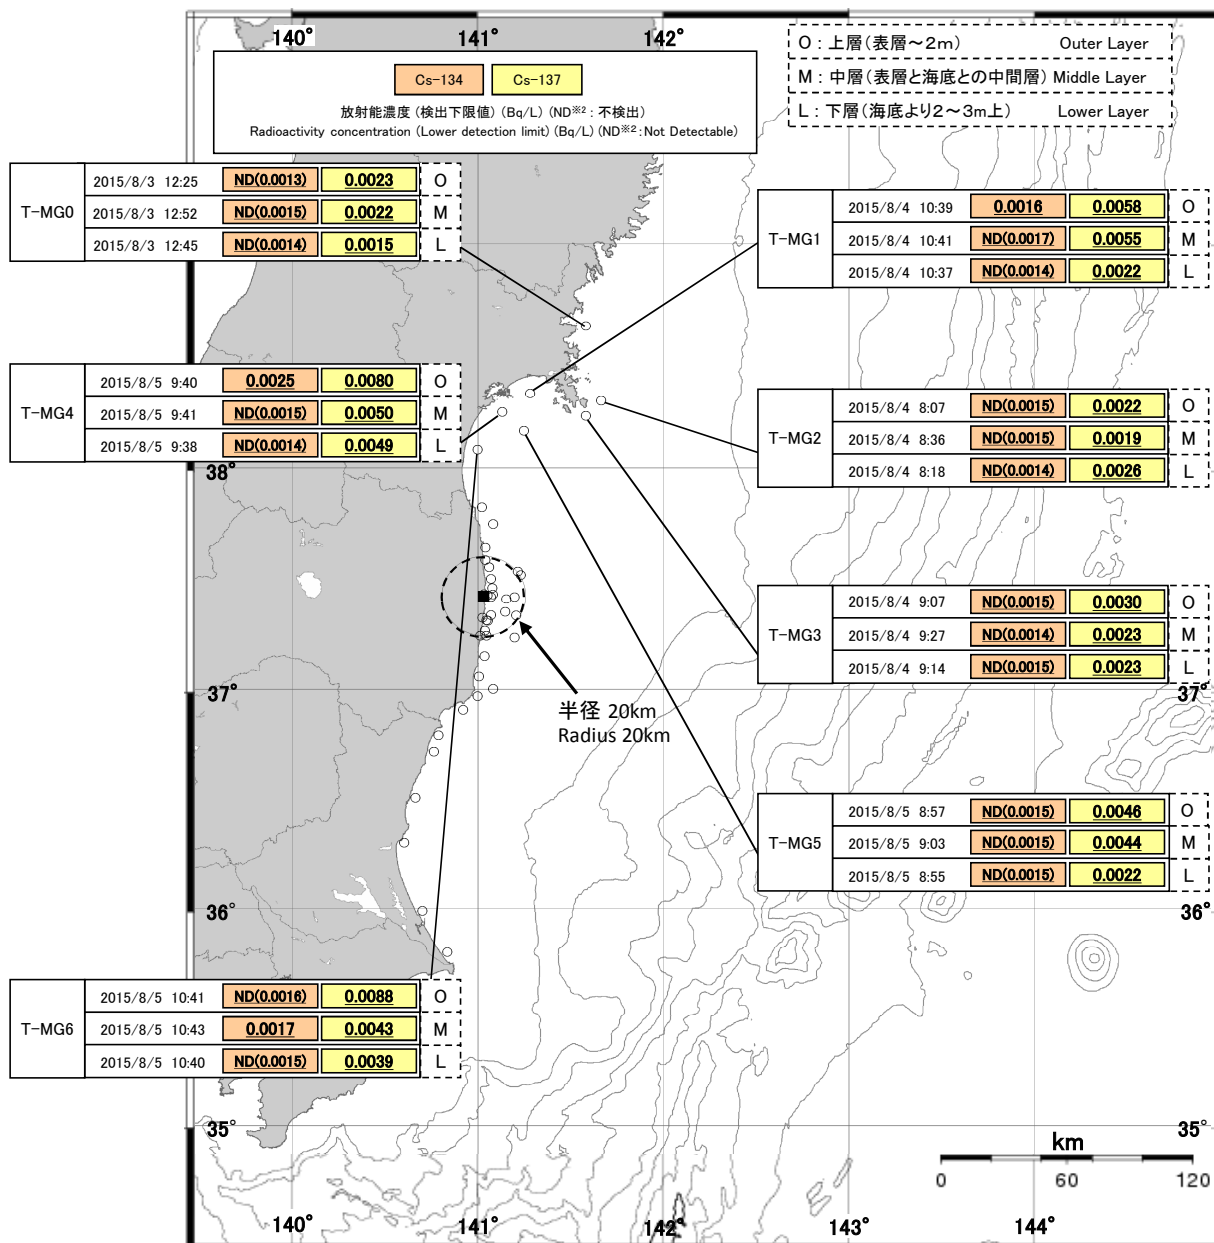 140° 141° 142°
O : 上層(表層～2m) Outer Layer
M : 中層(表層と海底との中間層) Middle Layer
L : 下層(海底より2～3m上) Lower Layer
Cs-134 Cs-137
放射能濃度 (検出下限値) (Bq/L) (ND※2 : 不検出)
Radioactivity concentration (Lower detection limit) (Bq/L) (ND※2 : Not Detectable)
T-MG0
2015/8/3 12:25 ND(0.0013) 0.0023 O
2015/8/3 12:52 ND(0.0015) 0.0022 M
2015/8/3 12:45 ND(0.0014) 0.0015 L
T-MG1
2015/8/4 10:39 0.0016 0.0058 O
2015/8/4 10:41 ND(0.0017) 0.0055 M
2015/8/4 10:37 ND(0.0014) 0.0022 L
T-MG4
2015/8/5 9:40 0.0025 0.0080 O
2015/8/5 9:41 ND(0.0015) 0.0050 M
2015/8/5 9:38 ND(0.0014) 0.0049 L
T-MG2
2015/8/4 8:07 ND(0.0015) 0.0022 O
2015/8/4 8:36 ND(0.0015) 0.0019 M
2015/8/4 8:18 ND(0.0014) 0.0026 L
38°
T-MG3
2015/8/4 9:07 ND(0.0015) 0.0030 O
2015/8/4 9:27 ND(0.0014) 0.0023 M
2015/8/4 9:14 ND(0.0015) 0.0023 L
37° 37°
半径 20km
Radius 20km
T-MG5
2015/8/5 8:57 ND(0.0015) 0.0046 O
2015/8/5 9:03 ND(0.0015) 0.0044 M
2015/8/5 8:55 ND(0.0015) 0.0022 L
36° 36°
T-MG6
2015/8/5 10:41 ND(0.0016) 0.0088 O
2015/8/5 10:43 0.0017 0.0043 M
2015/8/5 10:40 ND(0.0015) 0.0039 L
35° 35°
km
0 60 120
140° 141° 142° 143° 144°